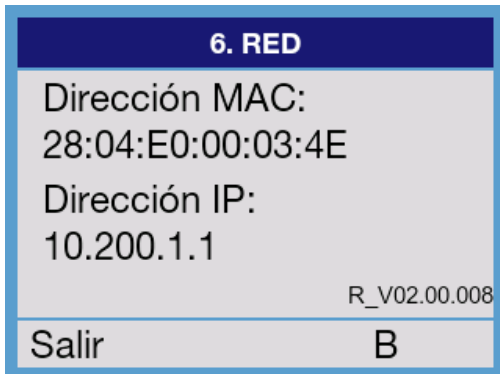 6. RED
Dirección MAC:
28:04:E0:00:03:4E
Dirección IP:
10.200.1.1
R_V02.00.008
Salir B